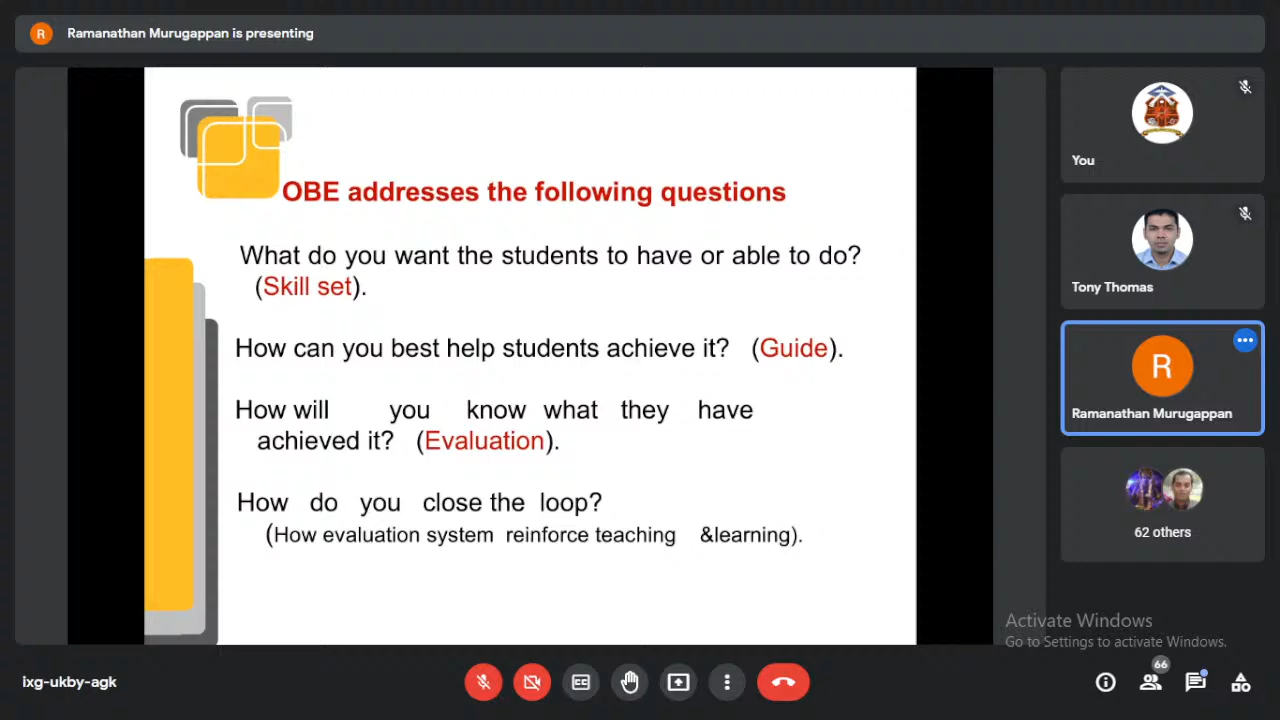 R
Ramanathan Murugappan is presenting
OBE addresses the following questions
What do you want the students to have or able to do?
(Skill set).
How can you best help students achieve it? (Guide).
How will you know what they have
achieved it? (Evaluation).
How do you close the loop?
(How evaluation system reinforce teaching &learning).
You
Tony Thomas
R
Ramanathan Murugappan
62 others
Activate Windows
Go to Settings to activate Windows.
ixg-ukby-agk
66